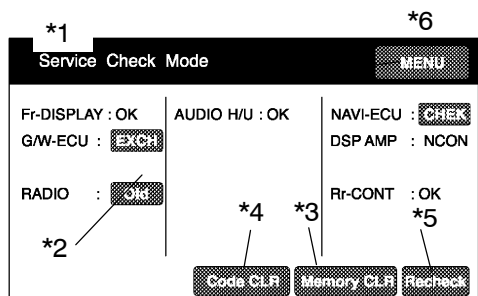 *1 *6
Service Check Mode MENU
Fr-DISPLAY : OK AUDIO H/U : OK NAVI-ECU : CHEK
G/W-ECU : EXCH DSP AMP : NCON
RADIO : Old Rr-CONT : OK
*4 *3 *5
*2
Code CLR Memory CLR Recheck